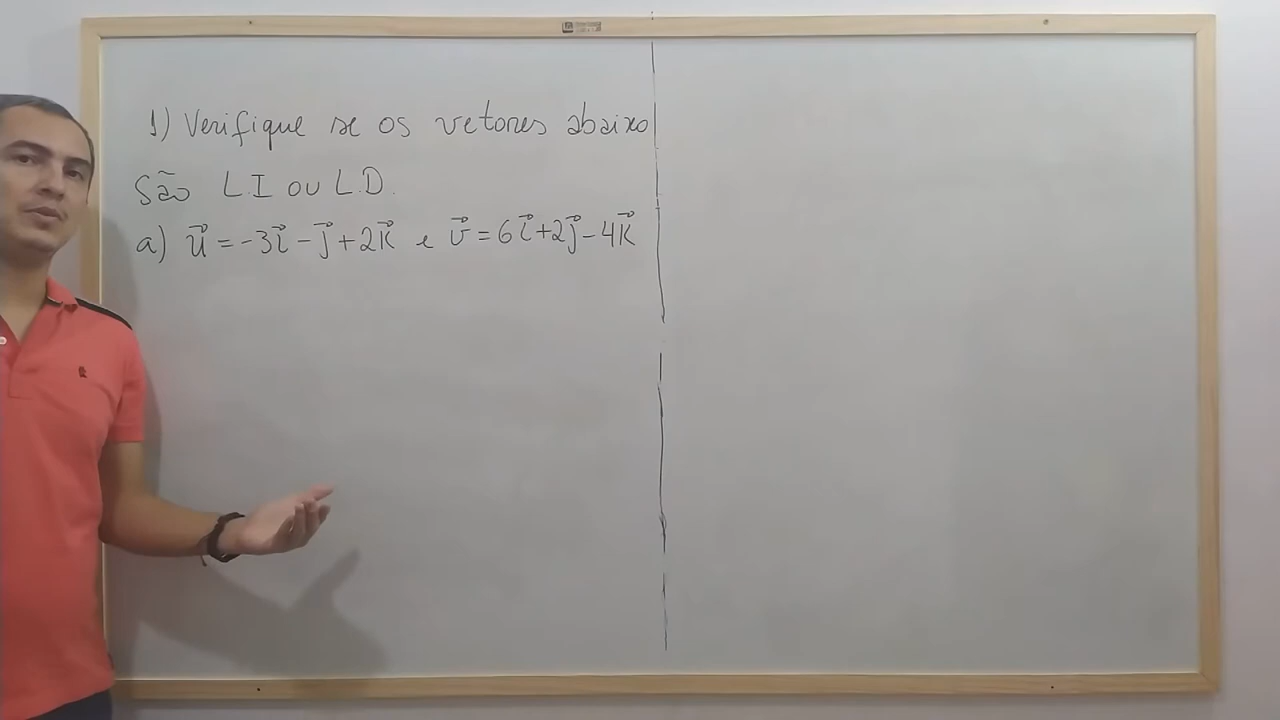 1) Verifique se os vetores abaixo
São L.I ou L.D.
a) u⃗ = -3i⃗ - j⃗ + 2k⃗ e v⃗ = 6i⃗ + 2j⃗ - 4k⃗